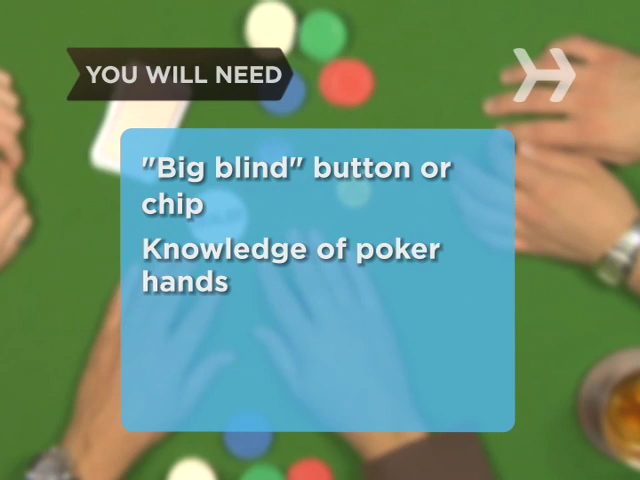 YOU WILL NEED
"Big blind" button or
chip
Knowledge of poker
hands